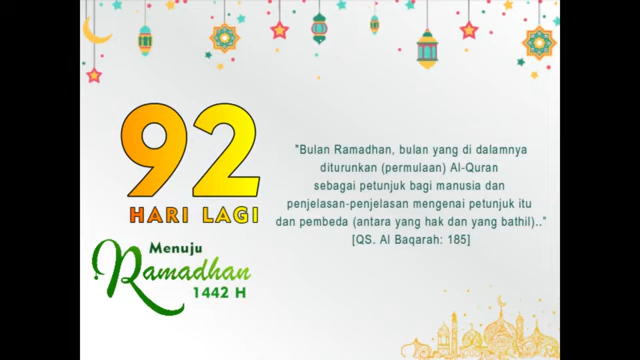 92
HARI LAGI
Menuju
Ramadhan
1442 H
"Bulan Ramadhan, bulan yang di dalamnya
diturunkan (permulaan) Al-Quran
sebagai petunjuk bagi manusia dan
penjelasan-penjelasan mengenai petunjuk itu
dan pembeda (antara yang hak dan yang bathil).."
[QS. Al Baqarah: 185]